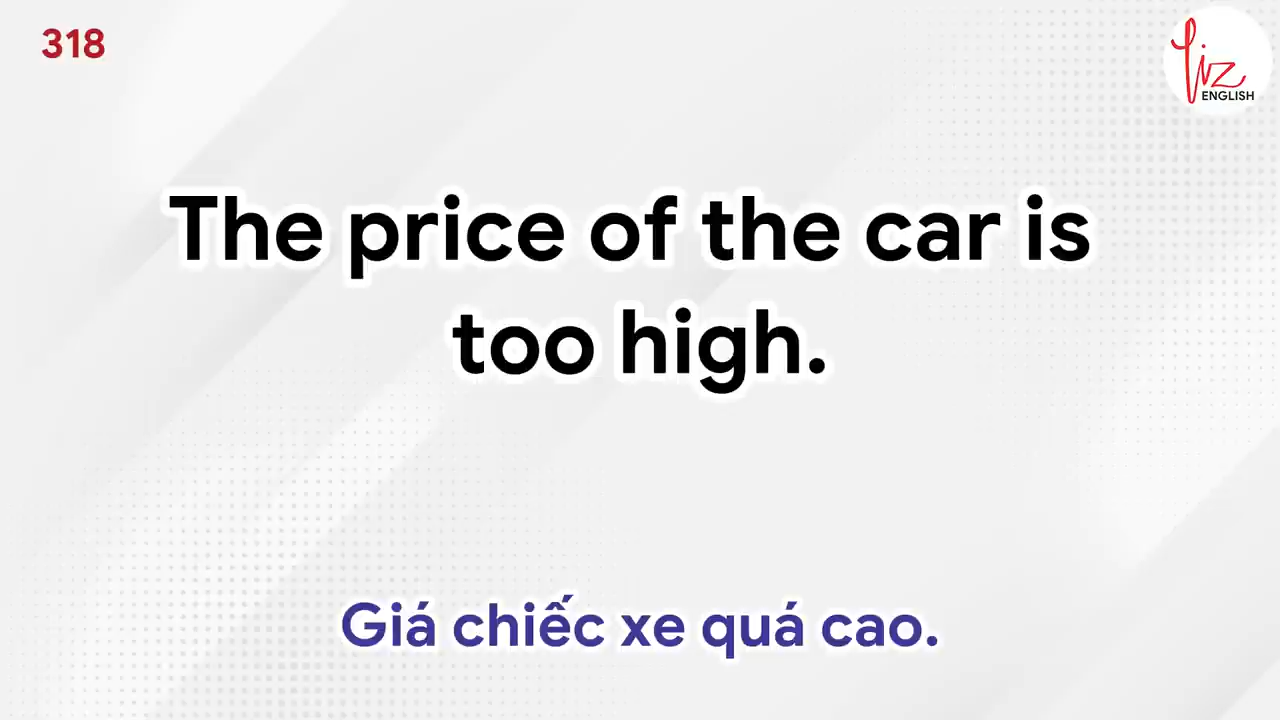 318
Liz
ENGLISH
The price of the car is
too high.
Giá chiếc xe quá cao.